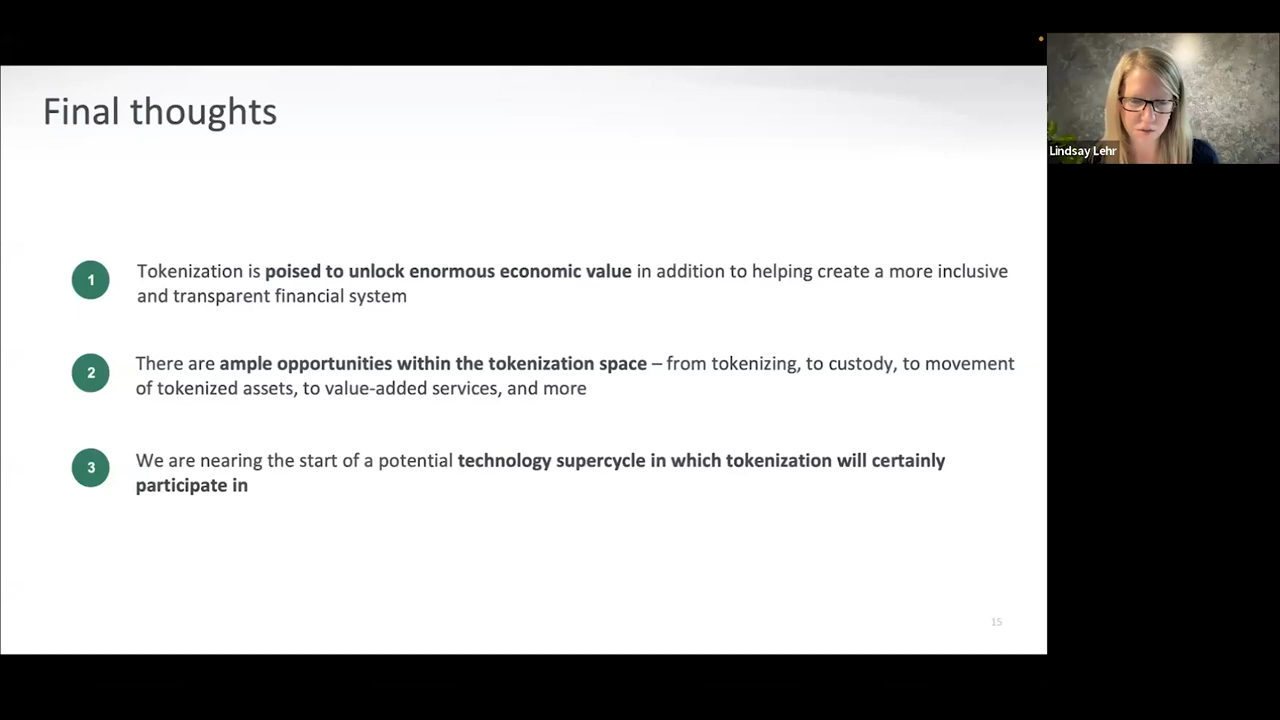 Final thoughts
Lindsay Lehr
1
Tokenization is poised to unlock enormous economic value in addition to helping create a more inclusive
and transparent financial system
2
There are ample opportunities within the tokenization space – from tokenizing, to custody, to movement
of tokenized assets, to value-added services, and more
3
We are nearing the start of a potential technology supercycle in which tokenization will certainly
participate in
15